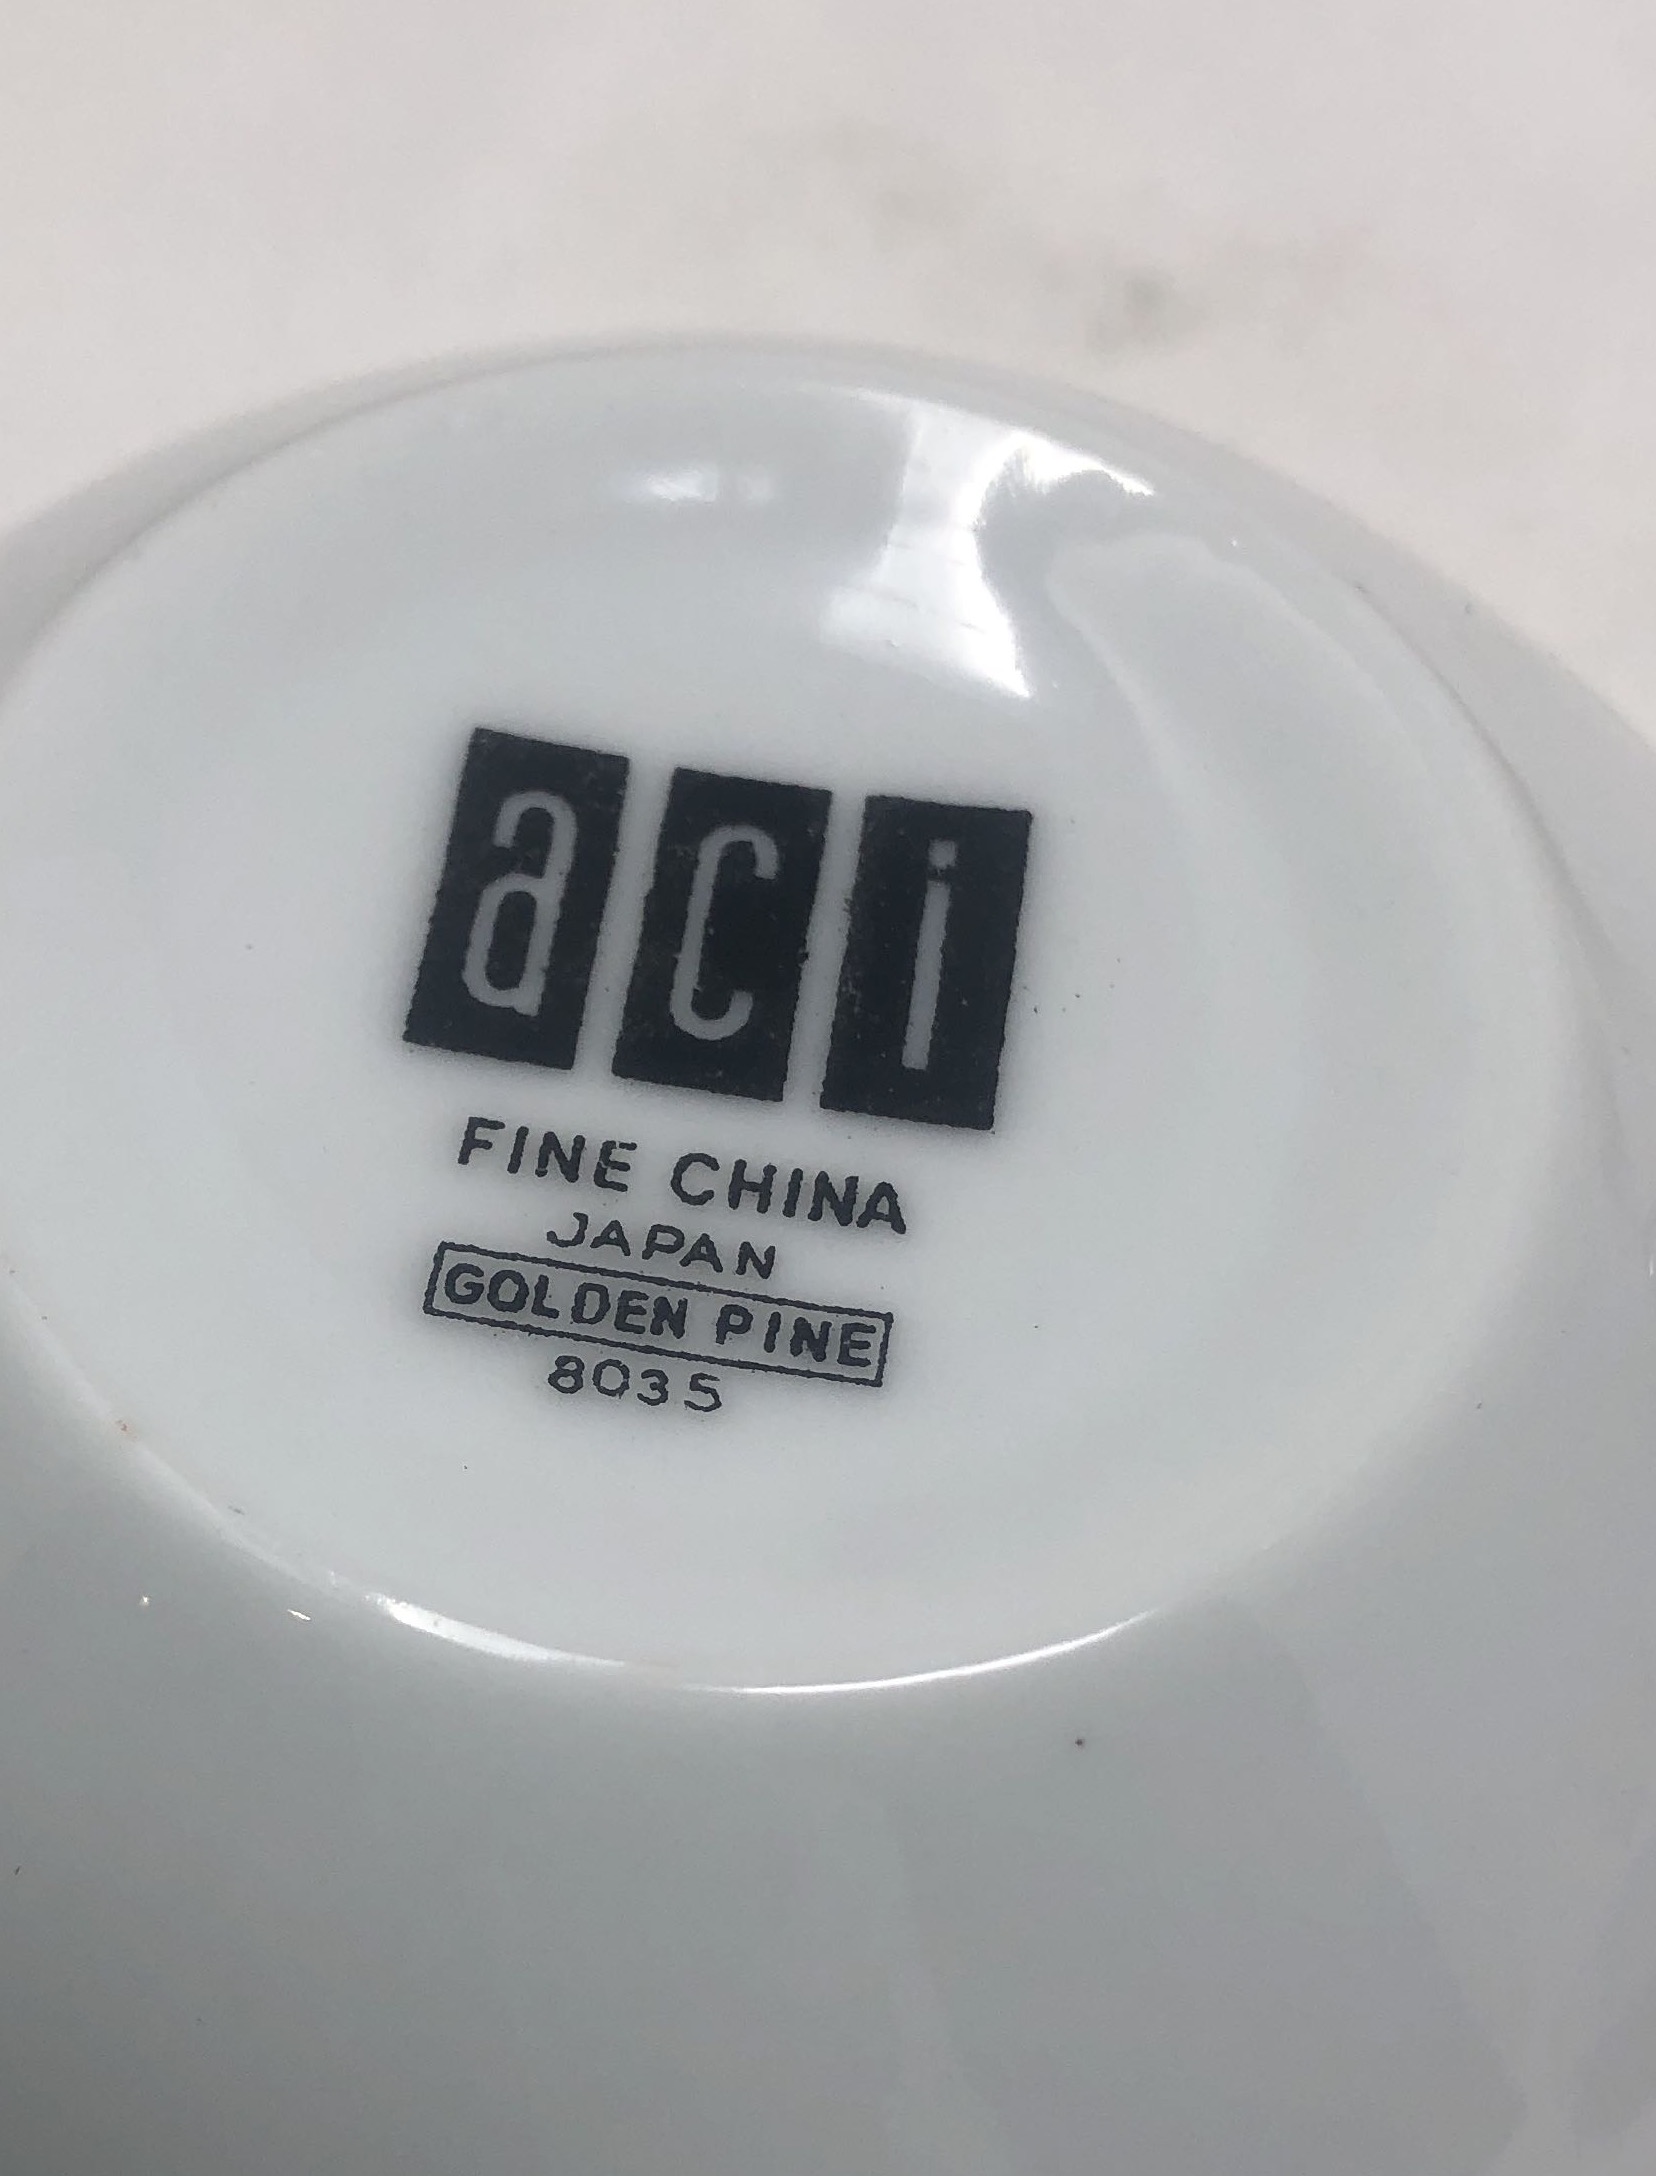 aci
FINE CHINA
JAPAN
GOLDEN PINE
8035